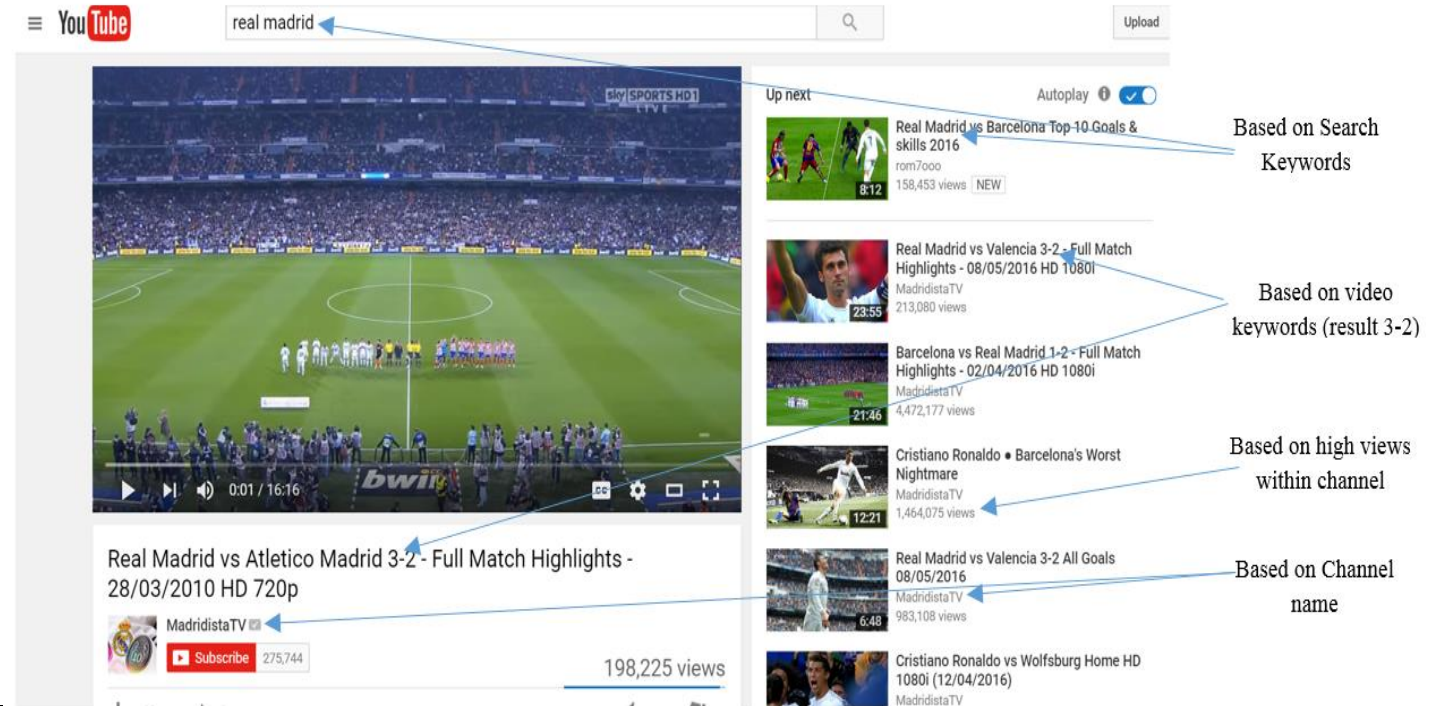 YouTube
real madrid
Upload
sky SPORTS HD1
LIVE
bwin
0:01 / 16:16
CC
Real Madrid vs Atletico Madrid 3-2 - Full Match Highlights -
28/03/2010 HD 720p
MadridistaTV
Subscribe 275,744
198,225 views
Up next
Autoplay
Real Madrid vs Barcelona Top 10 Goals &
skills 2016
rom7ooo
158,453 views NEW
8:12
Real Madrid vs Valencia 3-2 - Full Match
Highlights - 08/05/2016 HD 1080i
MadridistaTV
213,080 views
23:55
Barcelona vs Real Madrid 1-2 - Full Match
Highlights - 02/04/2016 HD 1080i
MadridistaTV
4,472,177 views
21:46
Cristiano Ronaldo ● Barcelona's Worst
Nightmare
MadridistaTV
1,464,075 views
12:21
Real Madrid vs Valencia 3-2 All Goals
08/05/2016
MadridistaTV
983,108 views
6:48
Cristiano Ronaldo vs Wolfsburg Home HD
1080i (12/04/2016)
MadridistaTV
Based on Search
Keywords
Based on video
keywords (result 3-2)
Based on high views
within channel
Based on Channel
name